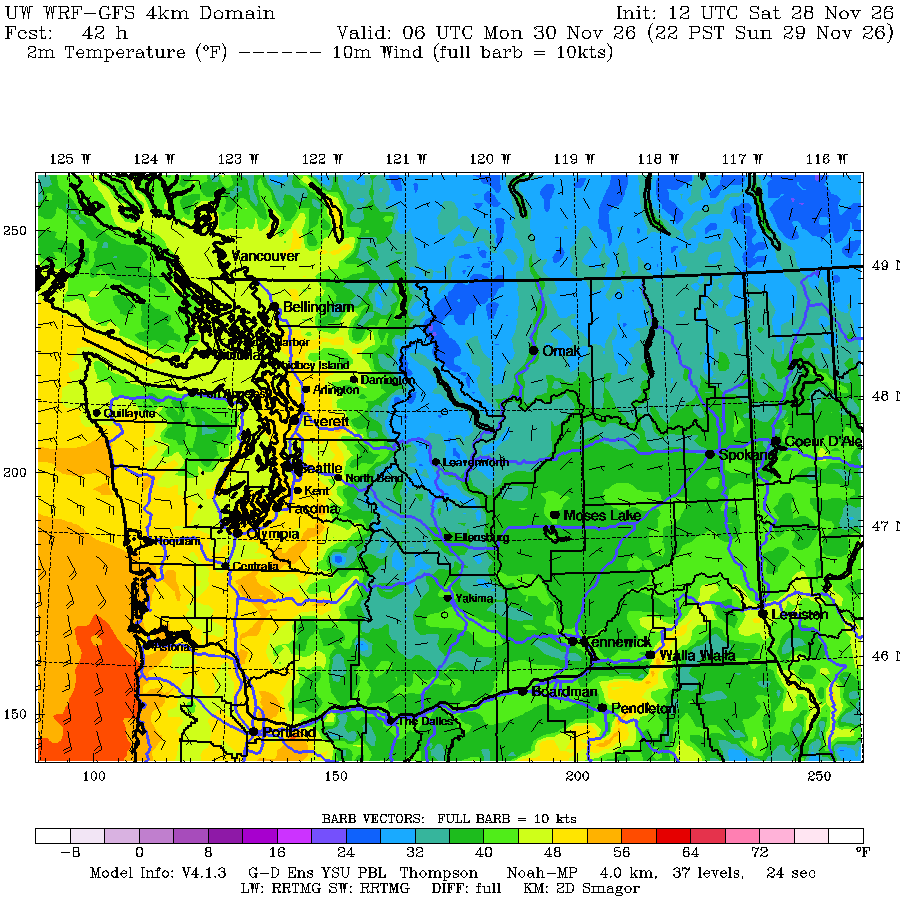 UW WRF-GFS 4km Domain Init: 12 UTC Sat 28 Nov 26
Fcst: 42 h Valid: 06 UTC Mon 30 Nov 26 (22 PST Sun 29 Nov 26)
2m Temperature (°F) ------ 10m Wind (full barb = 10kts)
125 W 124 W 123 W 122 W 121 W 120 W 119 W 118 W 117 W 116 W
250
Vancouver
49 N
Bellingham
Harbor
Omak
Whidbey Island
Darrington
Arlington
48 N
Quillayute
Everett
Coeur D'Ale
Spokane
200
Seattle
Leavenworth
North Bend
Kent
Tacoma
Moses Lake
47 N
Olympia
Hoquiam
Ellensburg
Centralia
Yakima
Lewiston
Astoria
Kennewick
Walla Walla
46 N
Boardman
Pendleton
150
The Dalles
Portland
100 150 200 250
BARB VECTORS: FULL BARB = 10 kts
-8 0 8 16 24 32 40 48 56 64 72 °F
Model Info: V4.1.3 G-D Ens YSU PBL Thompson Noah-MP 4.0 km, 37 levels, 24 sec
LW: RRTMG SW: RRTMG DIFF: full KM: 2D Smagor